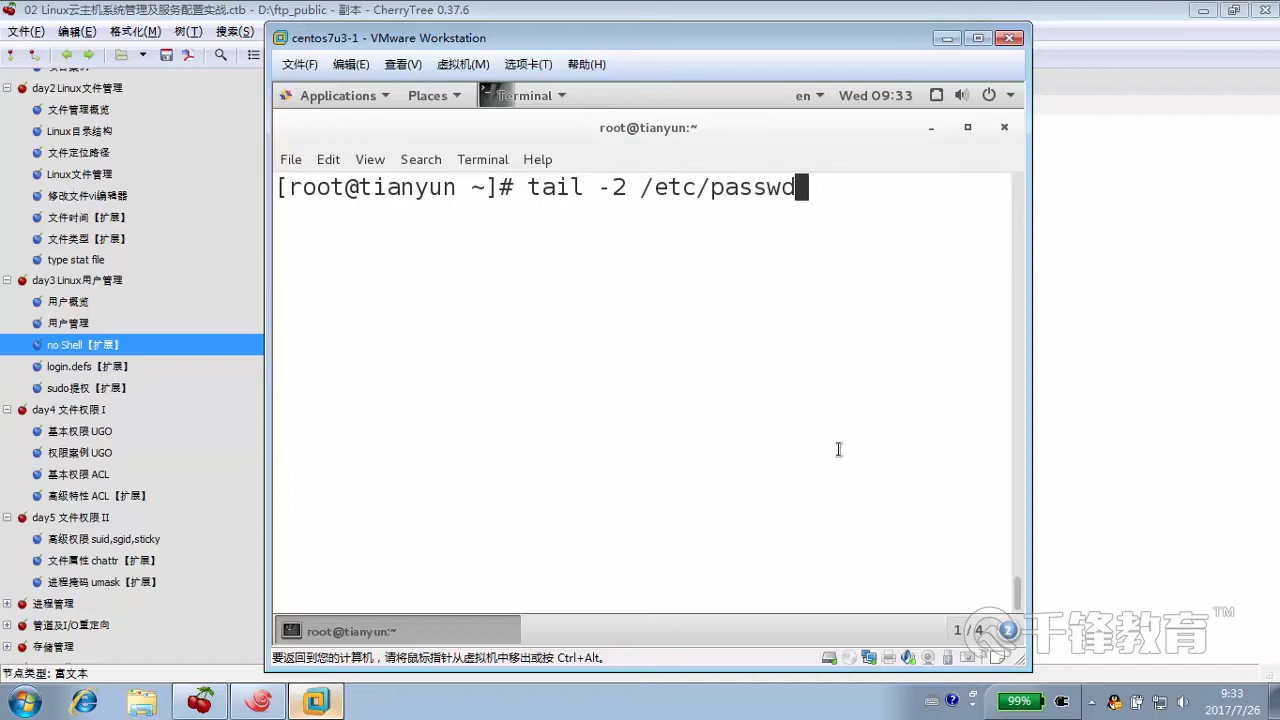 02 Linux云主机系统管理及服务配置实战.ctb - D:\ftp_public - 副本 - CherryTree 0.37.6
文件(F) 编辑(E) 格式化(M) 树(T) 搜索(S)
day2 Linux文件管理
文件管理概览
Linux目录结构
文件定位路径
Linux文件管理
修改文件vi编辑器
文件时间【扩展】
文件类型【扩展】
type stat file
day3 Linux用户管理
用户概览
用户管理
no Shell【扩展】
login.defs【扩展】
sudo提权【扩展】
day4 文件权限 I
基本权限 UGO
权限案例 UGO
基本权限 ACL
高级特性 ACL【扩展】
day5 文件权限 II
高级权限 suid,sgid,sticky
文件属性 chattr【扩展】
进程掩码 umask【扩展】
进程管理
管道及I/O重定向
存储管理
节点类型: 富文本
centos7u3-1 - VMware Workstation
文件(F) 编辑(E) 查看(V) 虚拟机(M) 选项卡(T) 帮助(H)
Applications Places Terminal en Wed 09:33
root@tianyun:~
File Edit View Search Terminal Help
[root@tianyun ~]# tail -2 /etc/passwd
root@tianyun:~ 1 / 4 2
要返回到您的计算机，请将鼠标指针从虚拟机中移出或按 Ctrl+Alt。
千锋教育™
99%
9:33
2017/7/26